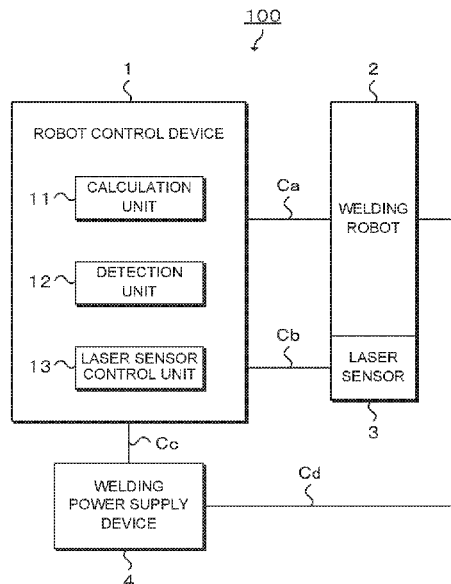 100
1
2
ROBOT CONTROL DEVICE
11
CALCULATION
UNIT
Ca
WELDING
ROBOT
12
DETECTION
UNIT
13
LASER SENSOR
CONTROL UNIT
Cb
LASER
SENSOR
3
Cc
WELDING
POWER SUPPLY
DEVICE
Cd
4